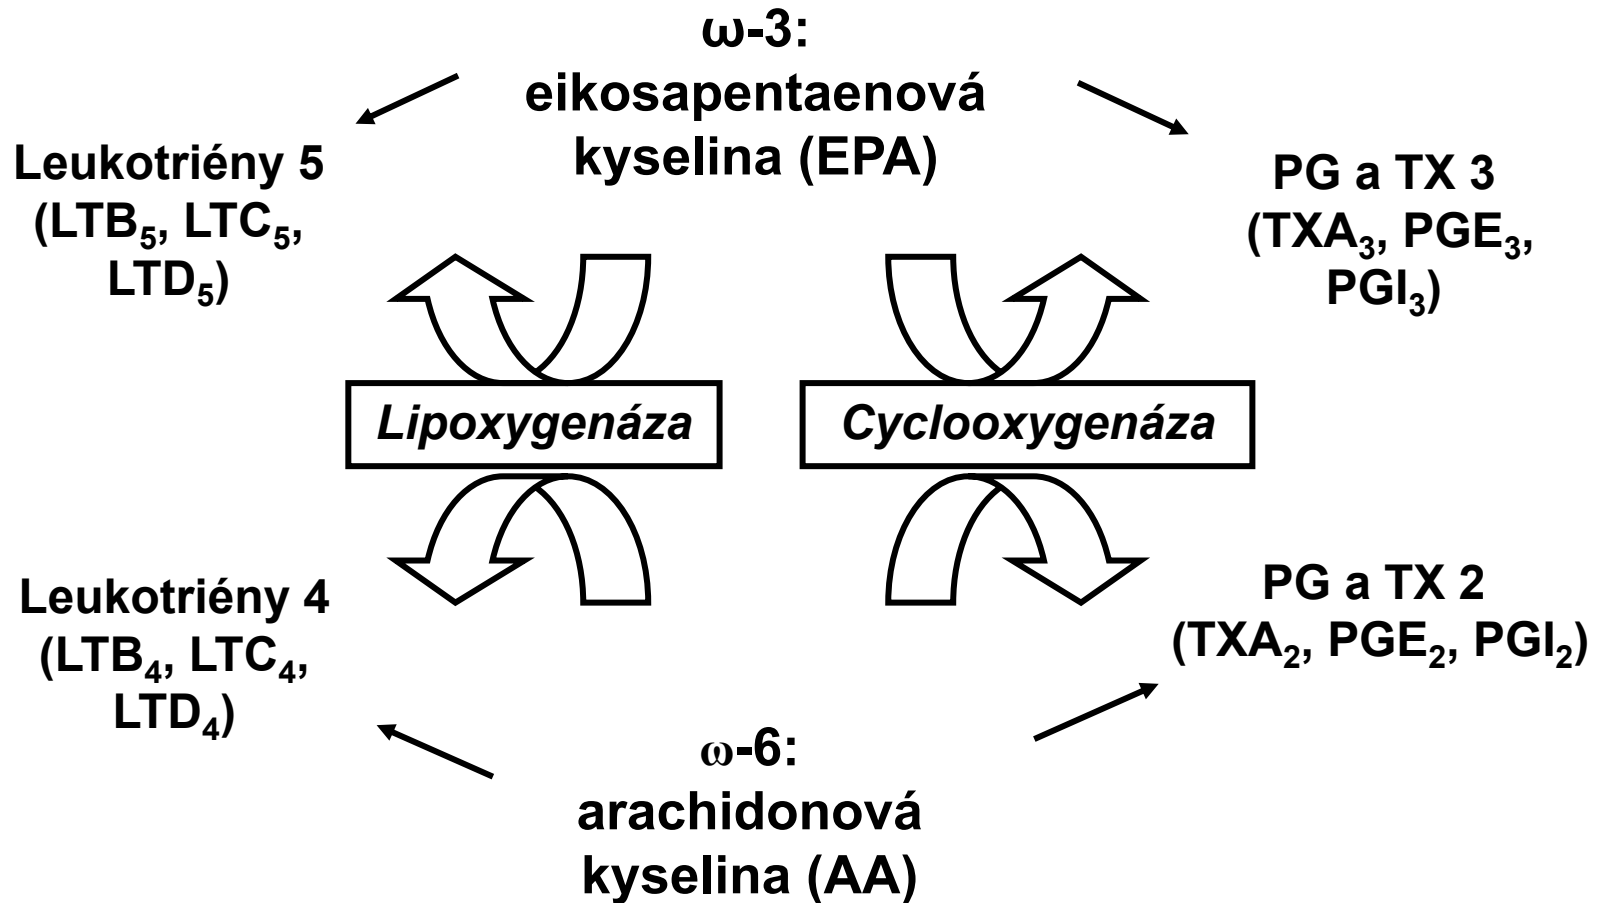 ω-3:
eikosapentaenová
kyselina (EPA)
Leukotriény 5
(LTB₅, LTC₅,
LTD₅)
PG a TX 3
(TXA₃, PGE₃,
PGI₃)
Lipoxygenáza
Cyclooxygenáza
Leukotriény 4
(LTB₄, LTC₄,
LTD₄)
PG a TX 2
(TXA₂, PGE₂, PGI₂)
ω-6:
arachidonová
kyselina (AA)